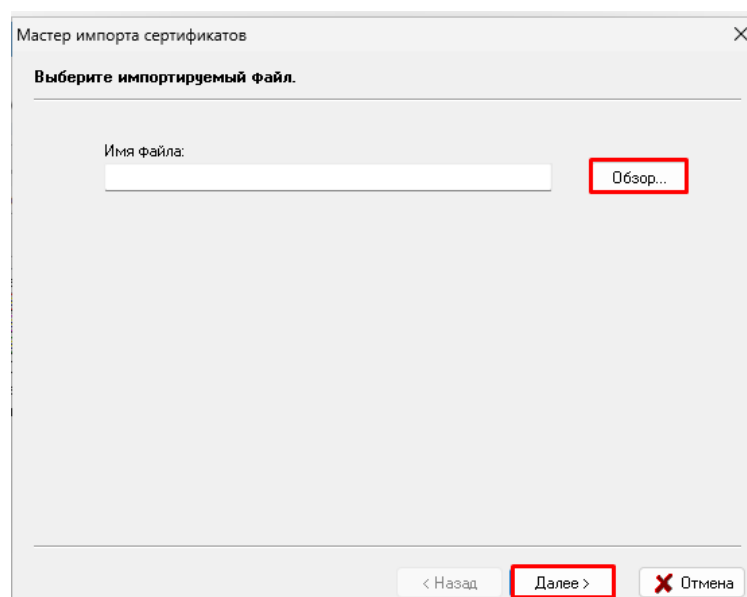 Мастер импорта сертификатов
Выберите импортируемый файл.
Имя файла:
Обзор...
< Назад
Далее >
Отмена